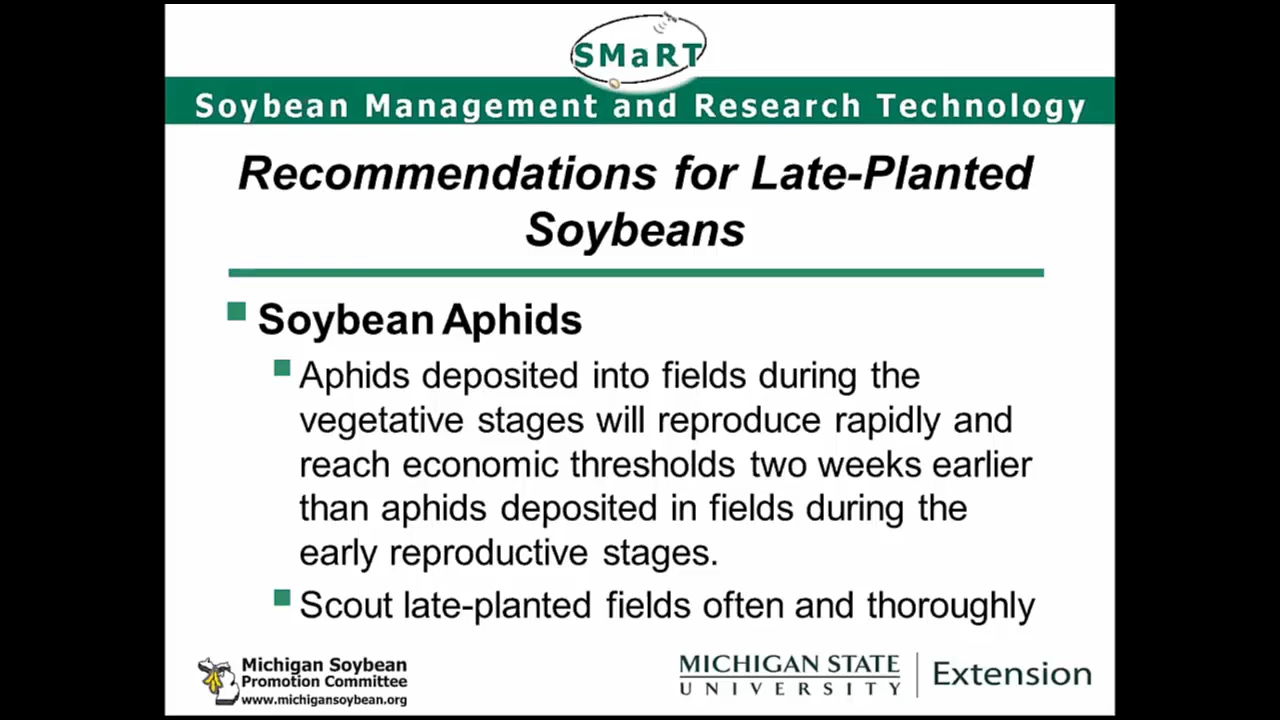 SMaRT
Soybean Management and Research Technology
Recommendations for Late-Planted
Soybeans
Soybean Aphids
Aphids deposited into fields during the
vegetative stages will reproduce rapidly and
reach economic thresholds two weeks earlier
than aphids deposited in fields during the
early reproductive stages.
Scout late-planted fields often and thoroughly
Michigan Soybean
Promotion Committee
www.michigansoybean.org
MICHIGAN STATE
UNIVERSITY
Extension